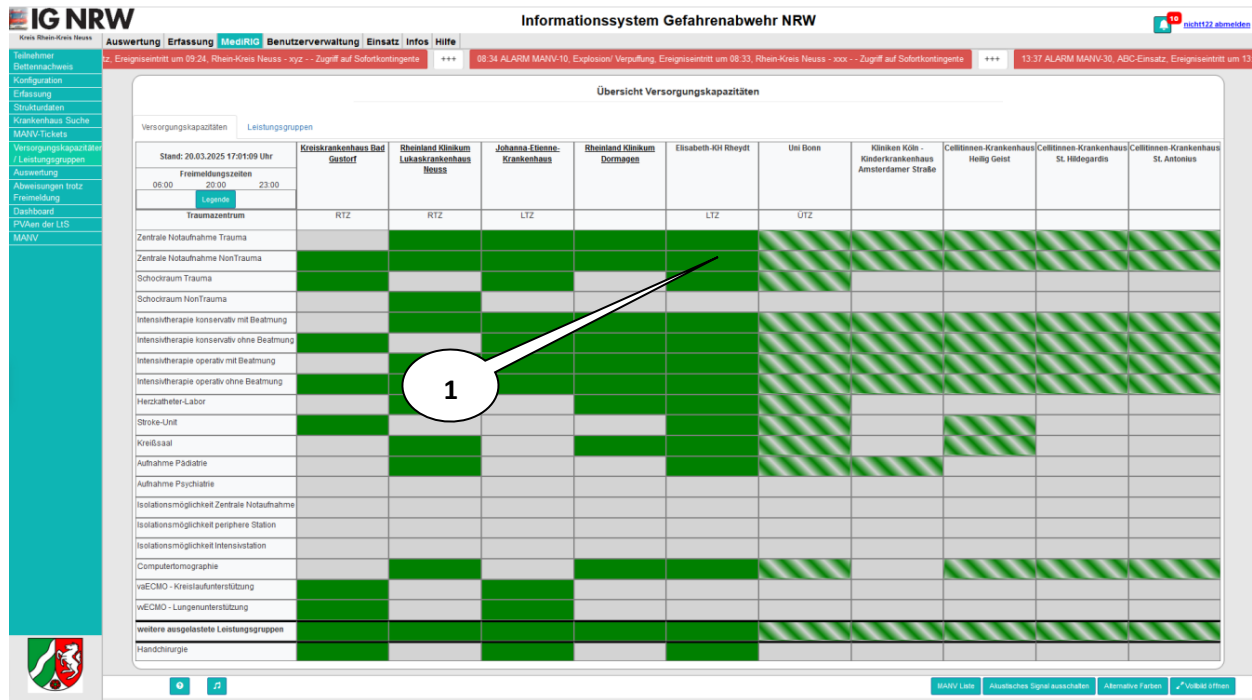 IG NRW
Kreis Rhein-Kreis Neuss
Informationssystem Gefahrenabwehr NRW
10
nicht122 abmelden
Auswertung Erfassung MediRIG Benutzerverwaltung Einsatz Infos Hilfe
tz, Ereigniseintritt um 09:24, Rhein-Kreis Neuss - xyz - - Zugriff auf Sofortkontingente +++ 08:34 ALARM MANV-10, Explosion/ Verpuffung, Ereigniseintritt um 08:33, Rhein-Kreis Neuss - xxx - - Zugriff auf Sofortkontingente +++ 13:37 ALARM MANV-30, ABC-Einsatz, Ereigniseintritt um 13
Teilnehmer
Bettennachweis
Konfiguration
Erfassung
Strukturdaten
Krankenhaus Suche
MANV-Tickets
Versorgungskapazitäten
/ Leistungsgruppen
Auswertung
Abweisungen trotz
Freimeldung
Dashboard
PVAen der LtS
MANV
Übersicht Versorgungskapazitäten
Versorgungskapazitäten Leistungsgruppen
Stand: 20.03.2025 17:01:09 Uhr
Freimeldungszeiten
06:00 20:00 23:00
Legende
Kreiskrankenhaus Bad
Gustorf
Rheinland Klinikum
Lukaskrankenhaus
Neuss
Johanna-Etienne-
Krankenhaus
Rheinland Klinikum
Dormagen
Elisabeth-KH Rheydt
Uni Bonn
Kliniken Köln -
Kinderkrankenhaus
Amsterdamer Straße
Cellitinnen-Krankenhaus
Heilig Geist
Cellitinnen-Krankenhaus
St. Hildegardis
Cellitinnen-Krankenhaus
St. Antonius
Traumazentrum RTZ RTZ LTZ LTZ ÜTZ
Zentrale Notaufnahme Trauma
Zentrale Notaufnahme NonTrauma
Schockraum Trauma
Schockraum NonTrauma
Intensivtherapie konservativ mit Beatmung
Intensivtherapie konservativ ohne Beatmung
Intensivtherapie operativ mit Beatmung
Intensivtherapie operativ ohne Beatmung
Herzkatheter-Labor
Stroke-Unit
Kreißsaal
Aufnahme Pädiatrie
Aufnahme Psychiatrie
Isolationsmöglichkeit Zentrale Notaufnahme
Isolationsmöglichkeit periphere Station
Isolationsmöglichkeit Intensivstation
Computertomographie
vaECMO - Kreislaufunterstützung
vvECMO - Lungenunterstützung
weitere ausgelastete Leistungsgruppen
Handchirurgie
1
MANV Liste Akustisches Signal ausschalten Alternative Farben Vollbild öffnen